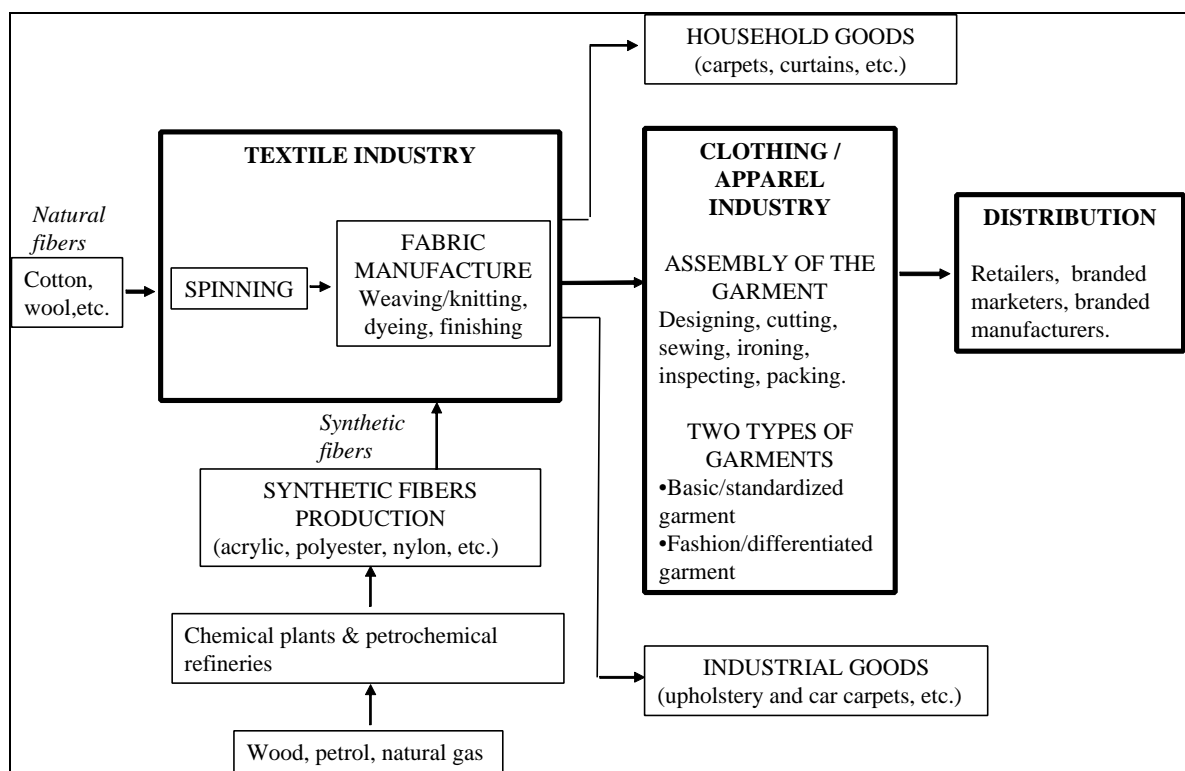 HOUSEHOLD GOODS
(carpets, curtains, etc.)
TEXTILE INDUSTRY
Natural
fibers
Cotton,
wool,etc.
SPINNING
FABRIC
MANUFACTURE
Weaving/knitting,
dyeing, finishing
CLOTHING /
APPAREL
INDUSTRY
ASSEMBLY OF THE
GARMENT
Designing, cutting,
sewing, ironing,
inspecting, packing.
TWO TYPES OF
GARMENTS
•Basic/standardized
garment
•Fashion/differentiated
garment
DISTRIBUTION
Retailers, branded
marketers, branded
manufacturers.
Synthetic
fibers
SYNTHETIC FIBERS
PRODUCTION
(acrylic, polyester, nylon, etc.)
Chemical plants & petrochemical
refineries
Wood, petrol, natural gas
INDUSTRIAL GOODS
(upholstery and car carpets, etc.)